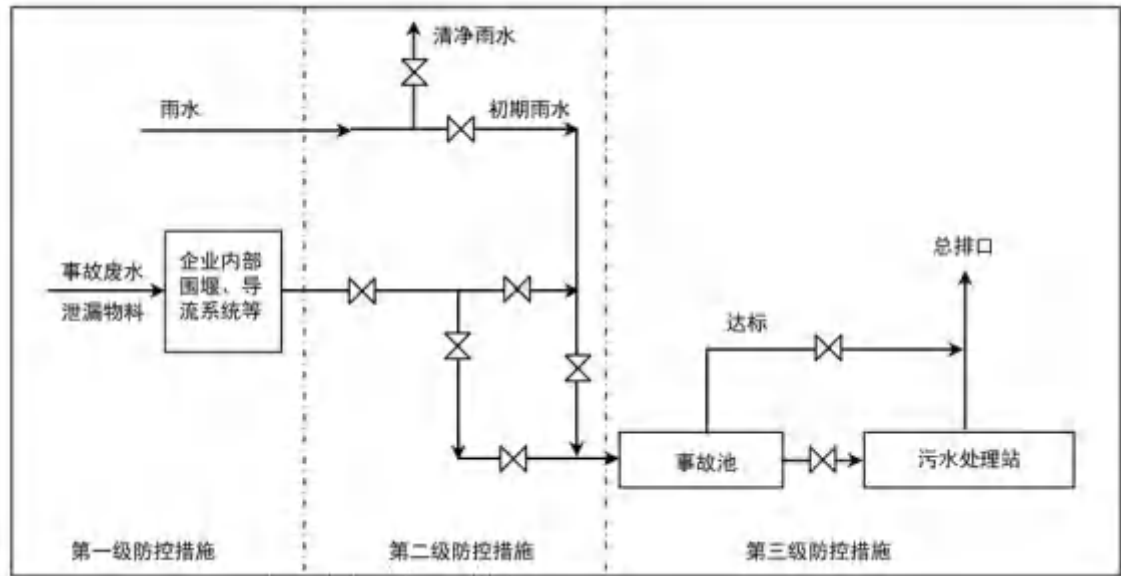 清净雨水
雨水
初期雨水
事故废水
泄漏物料
企业内部
围堰、导
流系统等
总排口
达标
事故池
污水处理站
第一级防控措施
第二级防控措施
第三级防控措施